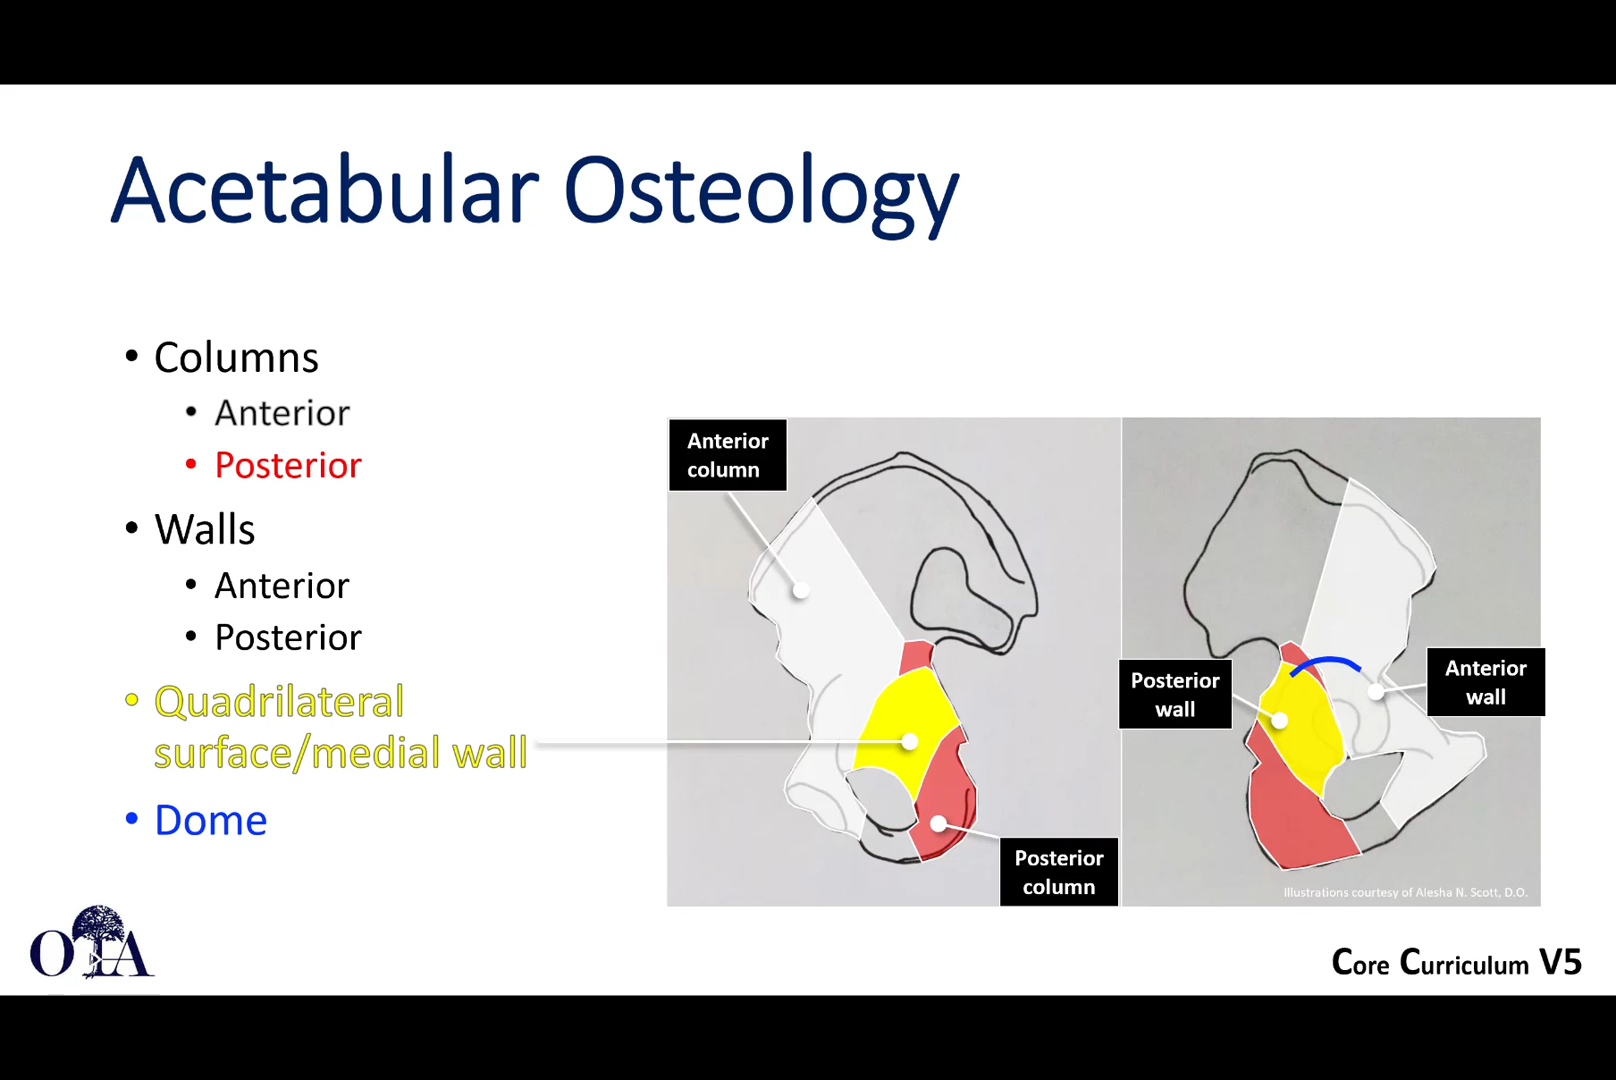 Acetabular Osteology
• Columns
• Anterior
• Posterior
• Walls
• Anterior
• Posterior
• Quadrilateral
surface/medial wall
• Dome
Anterior
column
Posterior
column
Posterior
wall
Anterior
wall
Illustrations courtesy of Alesha N. Scott, D.O.
OTA
Core Curriculum V5